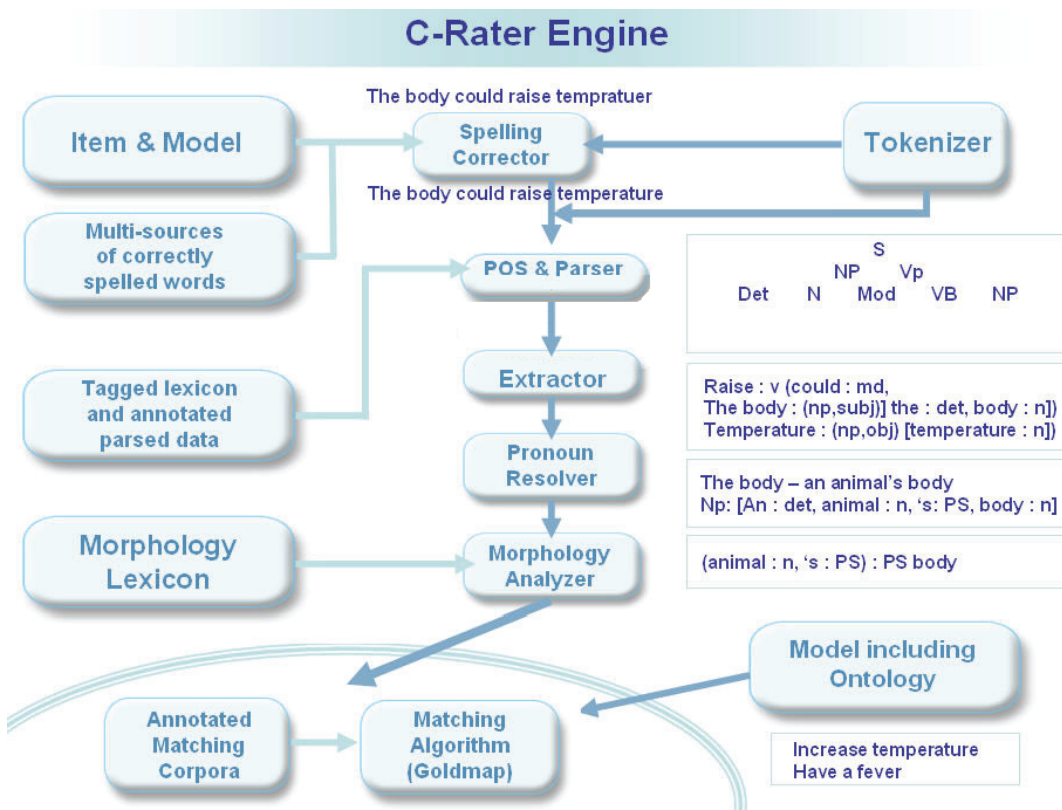 C-Rater Engine
The body could raise tempratuer
Item & Model
Spelling
Corrector
Tokenizer
The body could raise temperature
Multi-sources
of correctly
spelled words
POS & Parser
S
NP Vp
Det N Mod VB NP
Tagged lexicon
and annotated
parsed data
Extractor
Raise : v (could : md,
The body : (np,subj)] the : det, body : n])
Temperature : (np,obj) [temperature : n])
Pronoun
Resolver
The body – an animal's body
Np: [An : det, animal : n, ‘s: PS, body : n]
Morphology
Lexicon
Morphology
Analyzer
(animal : n, ‘s : PS) : PS body
Model including
Ontology
Annotated
Matching
Corpora
Matching
Algorithm
(Goldmap)
Increase temperature
Have a fever